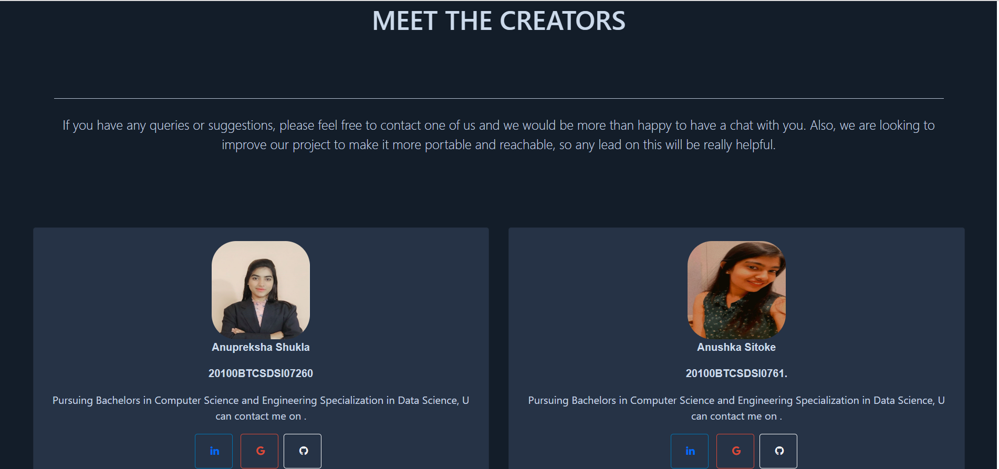 MEET THE CREATORS
If you have any queries or suggestions, please feel free to contact one of us and we would be more than happy to have a chat with you. Also, we are looking to
improve our project to make it more portable and reachable, so any lead on this will be really helpful.
Anupreksha Shukla
20100BTCSDSI07260
Pursuing Bachelors in Computer Science and Engineering Specialization in Data Science, U
can contact me on .
in G
Anushka Sitoke
20100BTCSDSI0761.
Pursuing Bachelors in Computer Science and Engineering Specialization in Data Science, U
can contact me on .
in G